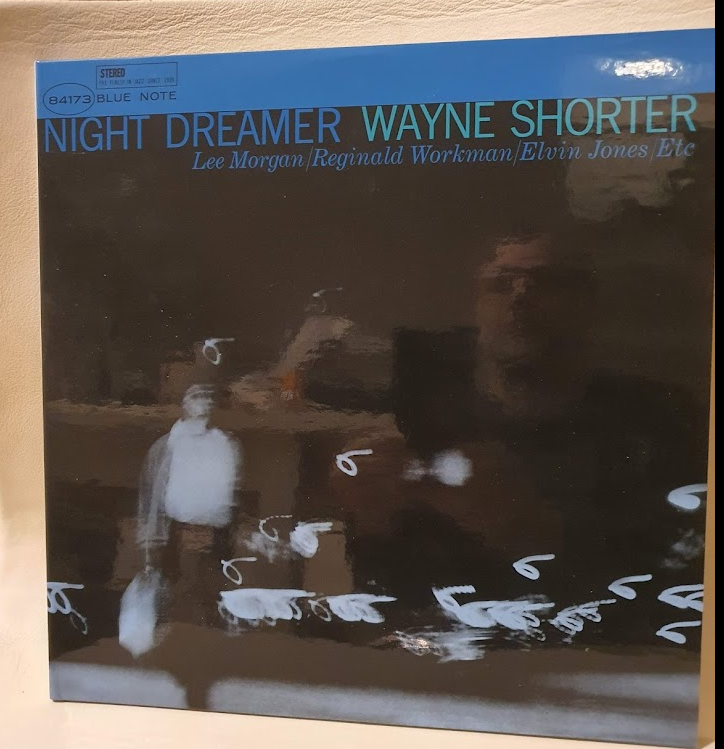 STEREO
84173 BLUE NOTE
NIGHT DREAMER WAYNE SHORTER
Lee Morgan/Reginald Workman/Elvin Jones/Etc